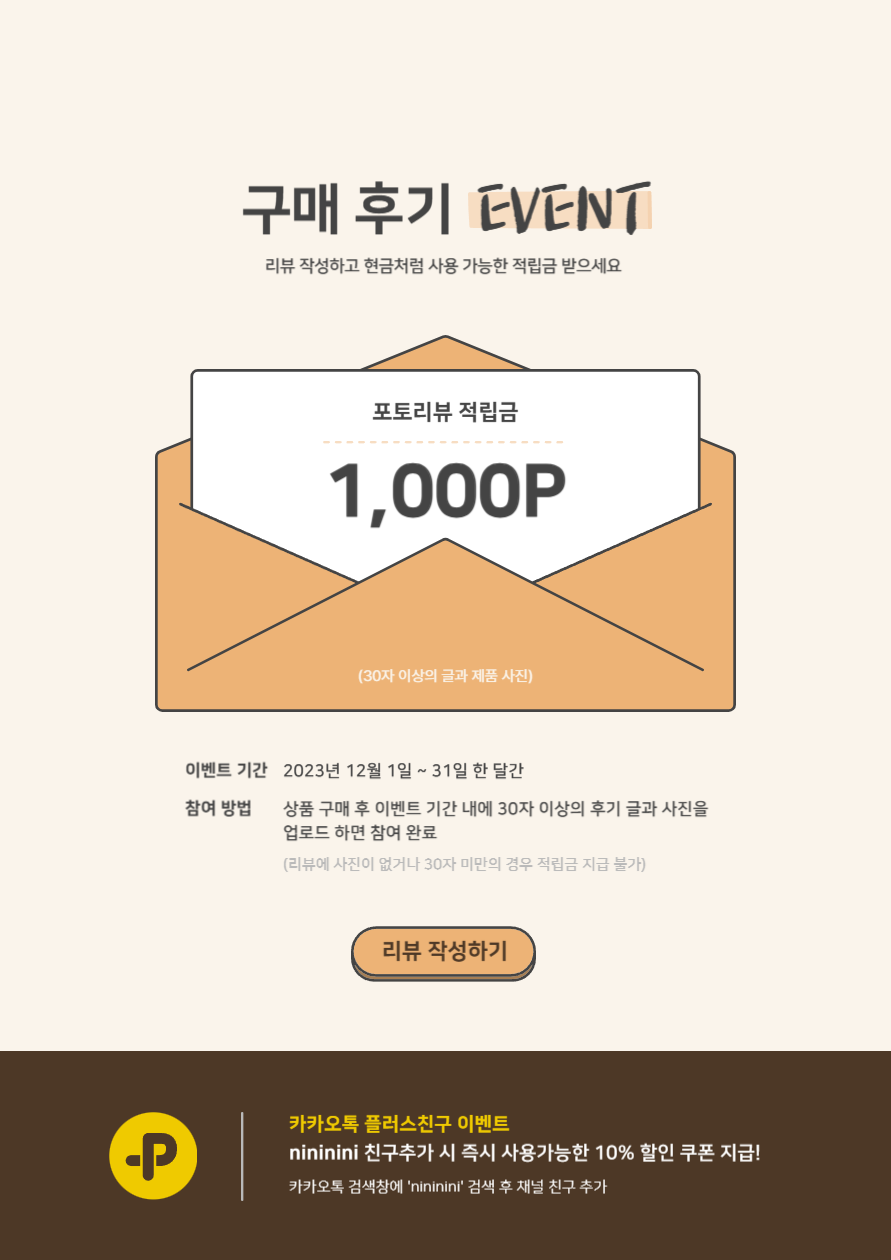 구매 후기 EVENT
리뷰 작성하고 현금처럼 사용 가능한 적립금 받으세요
포토리뷰 적립금
1,000P
(30자 이상의 글과 제품 사진)
이벤트 기간 2023년 12월 1일 ~ 31일 한 달간
참여 방법 상품 구매 후 이벤트 기간 내에 30자 이상의 후기 글과 사진을
업로드 하면 참여 완료
(리뷰에 사진이 없거나 30자 미만의 경우 적립금 지급 불가)
리뷰 작성하기
카카오톡 플러스친구 이벤트
nininini 친구추가 시 즉시 사용가능한 10% 할인 쿠폰 지급!
카카오톡 검색창에 'nininini' 검색 후 채널 친구 추가